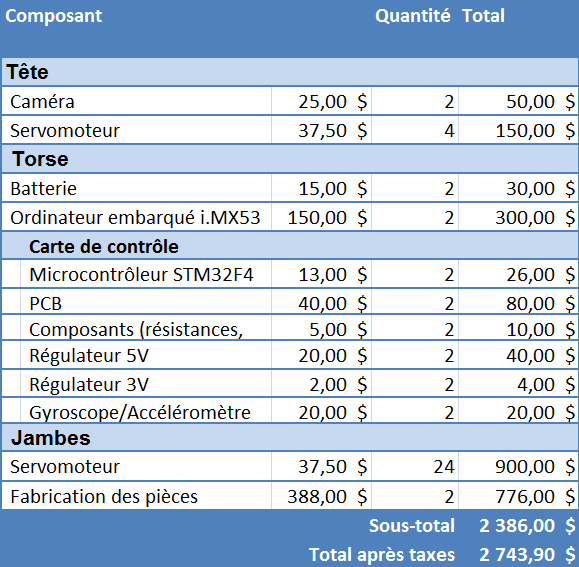 Composant Quantité Total
Tête
Caméra 25,00 $ 2 50,00 $
Servomoteur 37,50 $ 4 150,00 $
Torse
Batterie 15,00 $ 2 30,00 $
Ordinateur embarqué i.MX53 150,00 $ 2 300,00 $
Carte de contrôle
Microcontrôleur STM32F4 13,00 $ 2 26,00 $
PCB 40,00 $ 2 80,00 $
Composants (résistances, 5,00 $ 2 10,00 $
Régulateur 5V 20,00 $ 2 40,00 $
Régulateur 3V 2,00 $ 2 4,00 $
Gyroscope/Accéléromètre 20,00 $ 2 20,00 $
Jambes
Servomoteur 37,50 $ 24 900,00 $
Fabrication des pièces 388,00 $ 2 776,00 $
Sous-total 2 386,00 $
Total après taxes 2 743,90 $